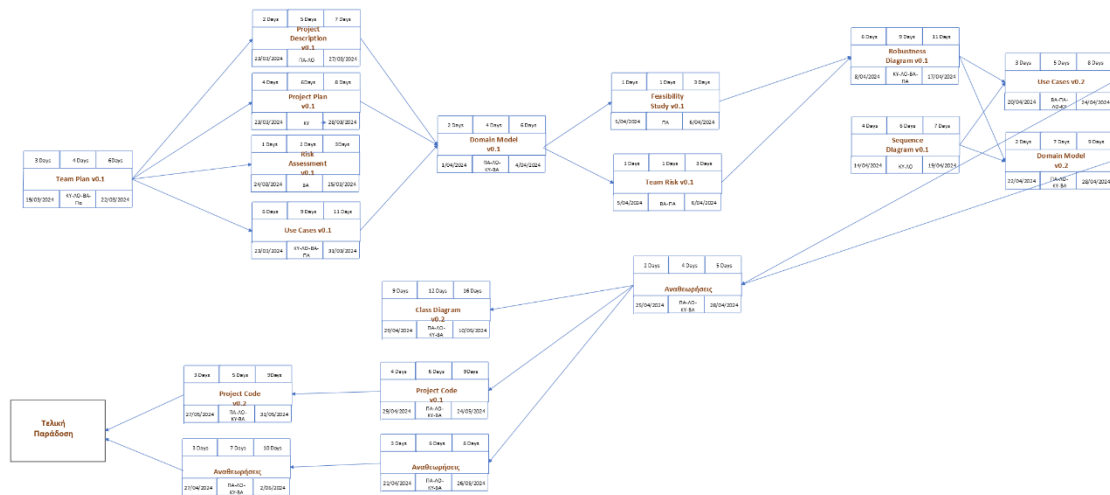 2 Days 5 Days 7 Days
Project
Description
v0.1
23/03/2024 ΠΑ-ΛΟ 27/03/2024
4 Days 6Days 8 Days
Project Plan
v0.1
23/03/2024 28/03/2024
1 Days 2 Days 3Days
Risk
Assessment
v0.1
24/03/2024 ΒΑ 25/03/2024
9 Days 11 Days
Use Cases v0.1
23/03/2024 ΚΥ-ΛΟ-ΒΑ-
ΠΑ 31/03/2024
3 Days 4 Days 6Days
Team Plan v0.1
19/03/2024 ΚΥ-ΛΟ-ΒΑ-
22/03/2024
2 Days 4 Days 6 Days
Domain Model
v0.1
1/04/2024 ΠΑ-ΛΟ-
ΚΥ-ΒΑ 4/04/2024
1 Days 1 Days 3 Days
Feasibility
Study v0.1
5/04/2024 ΠΑ 6/04/2024
1 Days 1 Days 3 Days
Team Risk v0.1
5/04/2024 ΒΑ-ΠΑ 6/04/2024
6 Days 9 Days 11 Days
Robustness
Diagram v0.1
8/04/2024 ΚΥ-ΛΟ-ΒΑ-
ΠΑ 17/04/2024
4 Days 5 Days 7 Days
Sequence
Diagram v0.1
14/04/2024 ΚΥ-ΛΟ 19/04/2024
3 Days 5 Days 8 Days
Use Cases v0.2
20/04/2024 ΒΑ-ΠΑ-
24/04/2024
2 Days 7 Days 9 Days
Domain Model
v0.2
22/04/2024 ΠΑ-ΛΟ-
ΚΥ-ΒΑ 28/04/2024
2 Days 4 Days 5 Days
Αναθεωρήσεις
25/04/2024 ΠΑ-ΛΟ-
ΚΥ-ΒΑ 28/04/2024
9 Days 12 Days 16 Days
Class Diagram
v0.2
29/04/2024 ΠΑ-ΛΟ-
ΚΥ-ΒΑ 10/05/2024
4 Days 6 Days 9Days
Project Code
v0.1
29/04/2024 ΠΑ-ΛΟ-
ΚΥ-ΒΑ 24/05/2024
3 Days 5 Days 9Days
Project Code
v0.2
27/05/2024 ΠΑ-ΛΟ-
ΚΥ-ΒΑ 31/05/2024
Τελική
Παράδοση
7 Days 10 Days
Αναθεωρήσεις
27/04/2024 ΠΑ-ΛΟ-
ΚΥ-ΒΑ 2/06/2024
Αναθεωρήσεις
21/04/2024 ΠΑ-ΛΟ-
ΚΥ-ΒΑ 26/05/2024